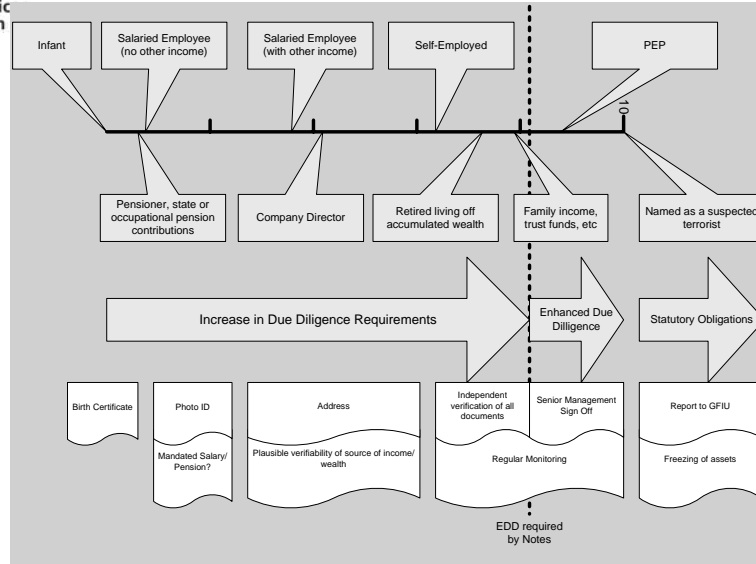 Infant
Salaried Employee
(no other income)
Salaried Employee
(with other income)
Self-Employed
PEP
10
Pensioner, state or
occupational pension
contributions
Company Director
Retired living off
accumulated wealth
Family income,
trust funds, etc
Named as a suspected
terrorist
Increase in Due Diligence Requirements
Enhanced Due
Dilligence
Statutory Obligations
Birth Certificate
Photo ID
Address
Independent
verification of all
documents
Senior Management
Sign Off
Report to GFIU
Mandated Salary/
Pension?
Plausible verifiability of source of income/
wealth
Regular Monitoring
Freezing of assets
EDD required
by Notes